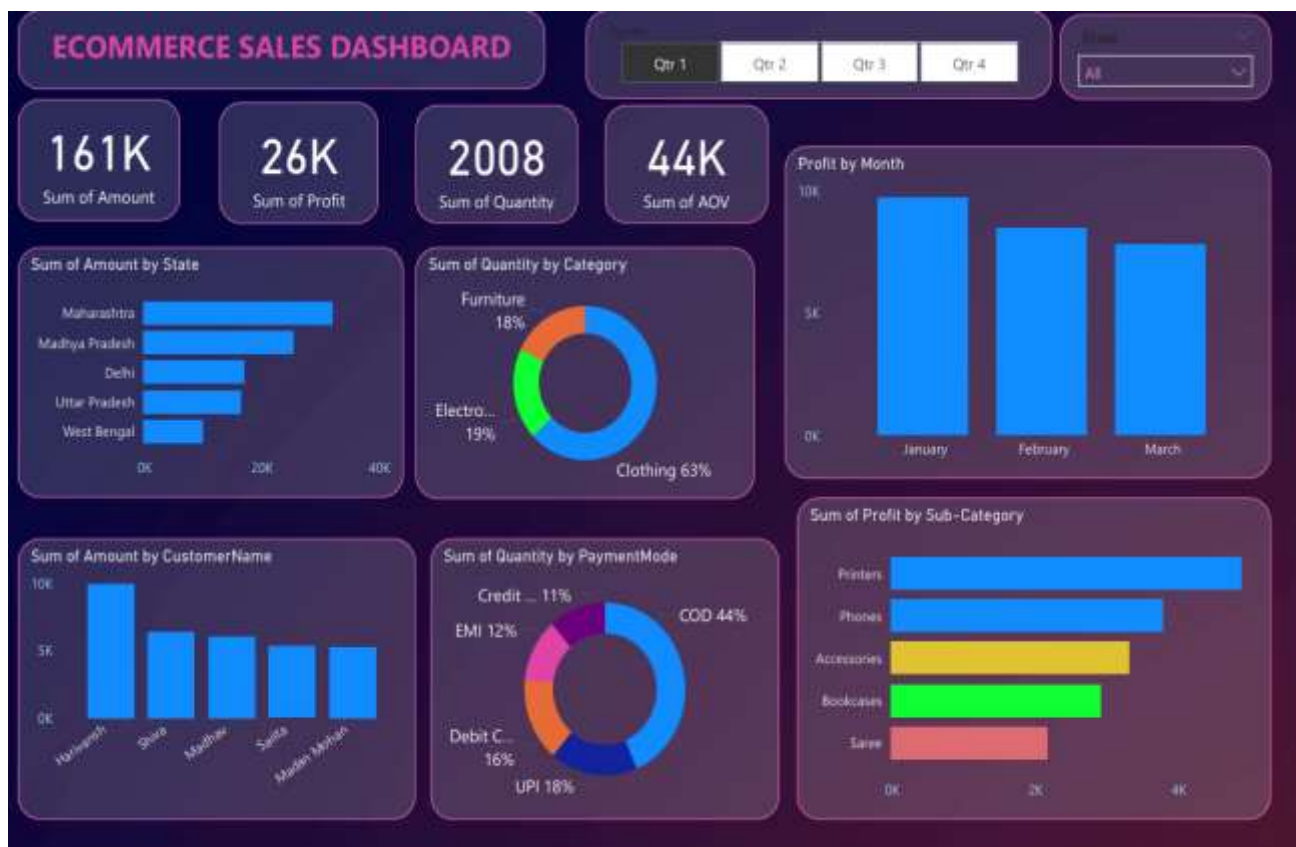 ECOMMERCE SALES DASHBOARD
Qtr 1
Qtr 2
Qtr 3
Qtr 4
All
161K
Sum of Amount
26K
Sum of Profit
2008
Sum of Quantity
44K
Sum of AOV
Profit by Month
10K
5K
0K
January
February
March
Sum of Amount by State
Maharashtra
Madhya Pradesh
Delhi
Uttar Pradesh
West Bengal
0K
20K
40K
Sum of Quantity by Category
Furniture
18%
Electro...
19%
Clothing 63%
Sum of Amount by CustomerName
10K
5K
0K
Harivansh
Shiva
Madhav
Sarita
Madan Mohan
Sum of Quantity by PaymentMode
Credit ... 11%
COD 44%
EMI 12%
Debit C...
16%
UPI 18%
Sum of Profit by Sub-Category
Printers
Phones
Accessories
Bookcases
Saree
0K
2K
4K